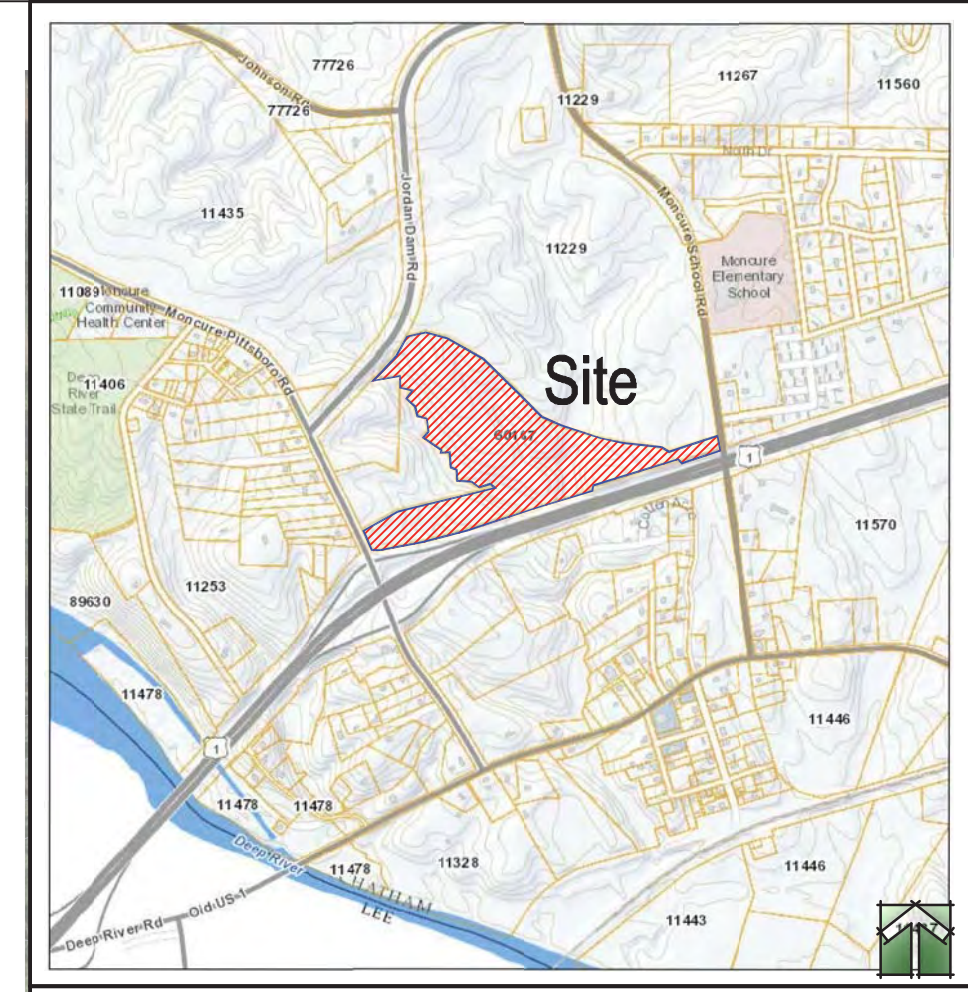 77726
Johnson Rd
77726
11229
11267
11560
North Dr
11435
Jordan Dam Rd
Moncure School Rd
11229
Moncure
Elementary
School
11089
Moncure
Community
Health Center
Moncure Pittsboro Rd
11406
Deep
River
State Trail
Site
60147
1
11570
11253
89630
11478
11446
1
11478
11478
Deep River
11478
11328
11446
CHATHAM
LEE
Old US-1
Deep River Rd
11443